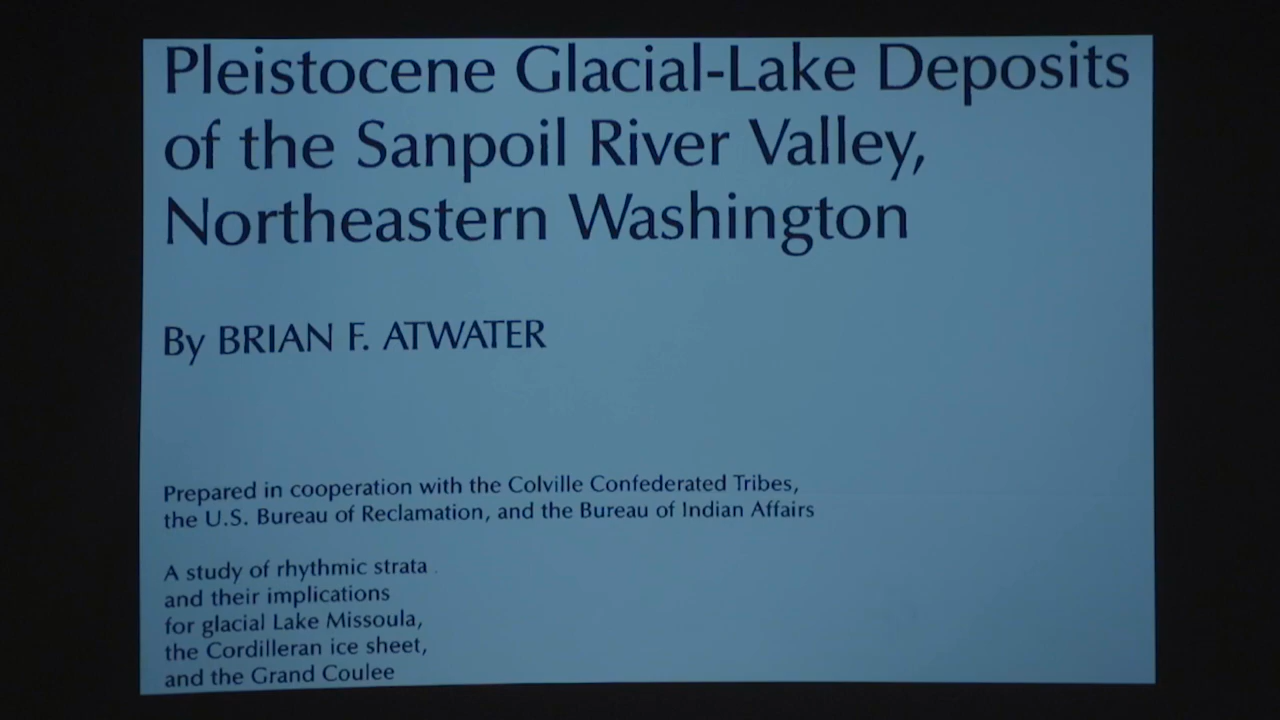 Pleistocene Glacial-Lake Deposits
of the Sanpoil River Valley,
Northeastern Washington
By BRIAN F. ATWATER
Prepared in cooperation with the Colville Confederated Tribes,
the U.S. Bureau of Reclamation, and the Bureau of Indian Affairs
A study of rhythmic strata
and their implications
for glacial Lake Missoula,
the Cordilleran ice sheet,
and the Grand Coulee